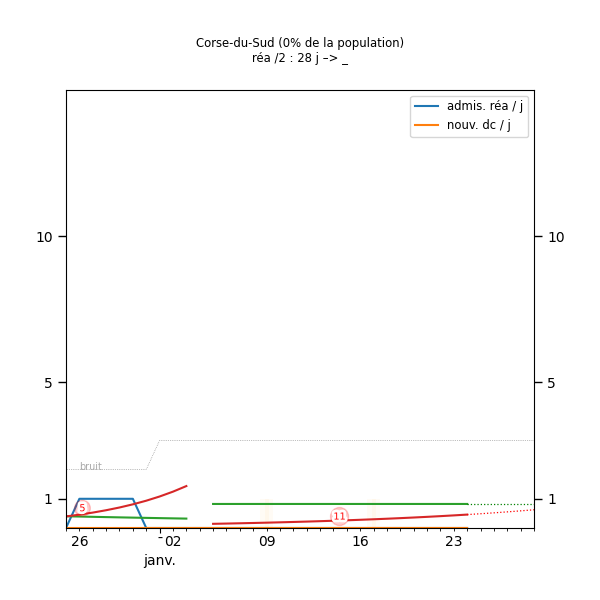 Corse-du-Sud (0% de la population)
réa /2 : 28 j –> _
admis. réa / j
nouv. dc / j
10 10
5 5
bruit
1 1
5
11
26 02 09 16 23
janv.